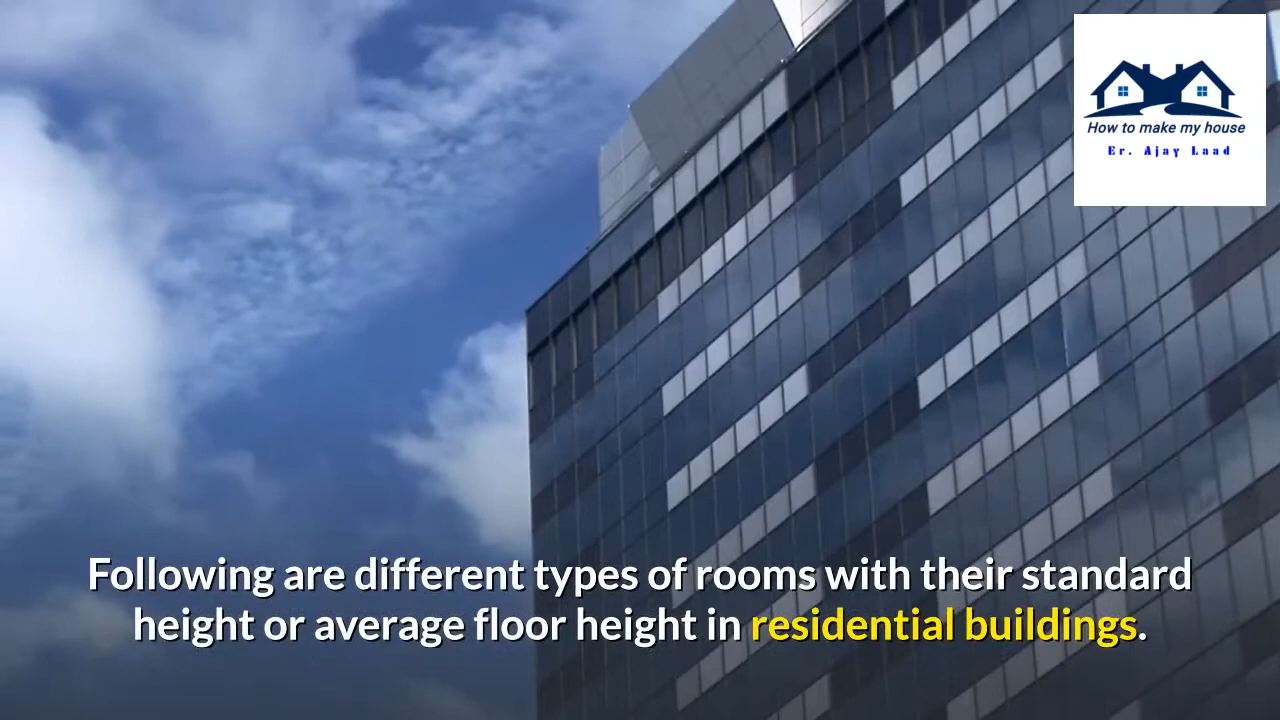 How to make my house
Er. Ajay Laad
Following are different types of rooms with their standard
height or average floor height in residential buildings.